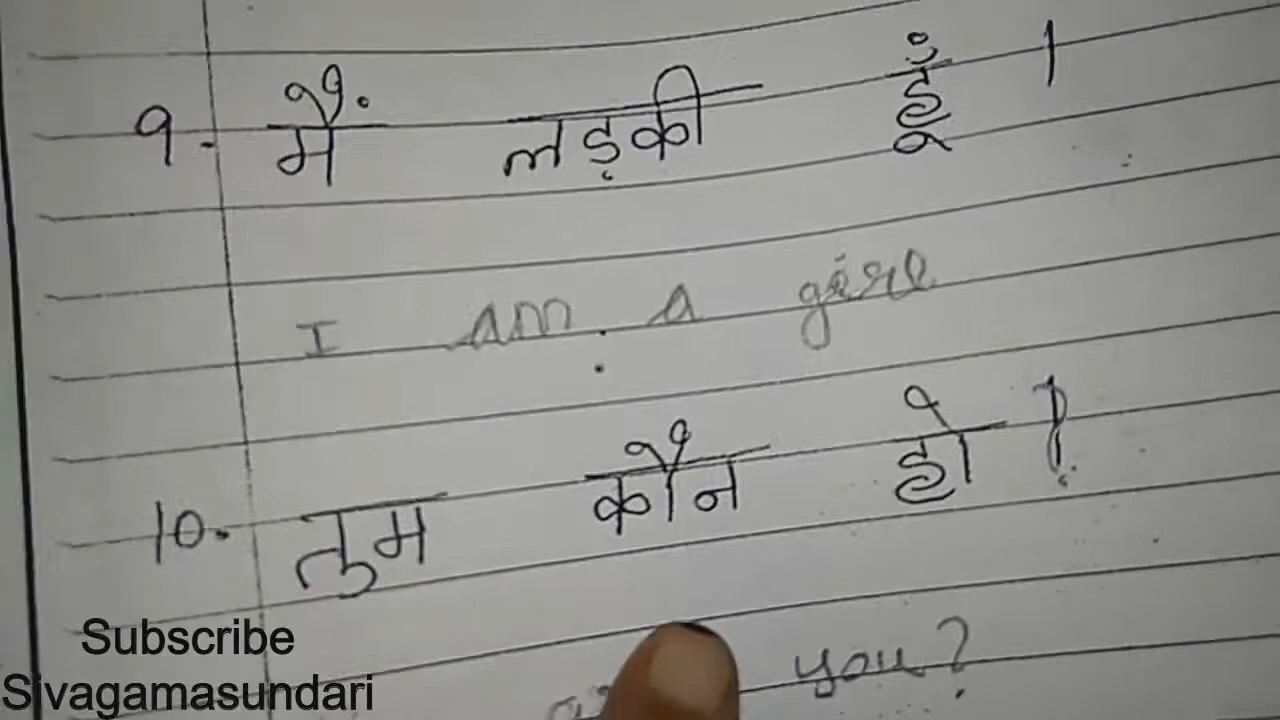 9. मैं लड़की हूँ ।
I am a girl
10. तुम कौन हो ?
you?
Subscribe
Sivagamasundari